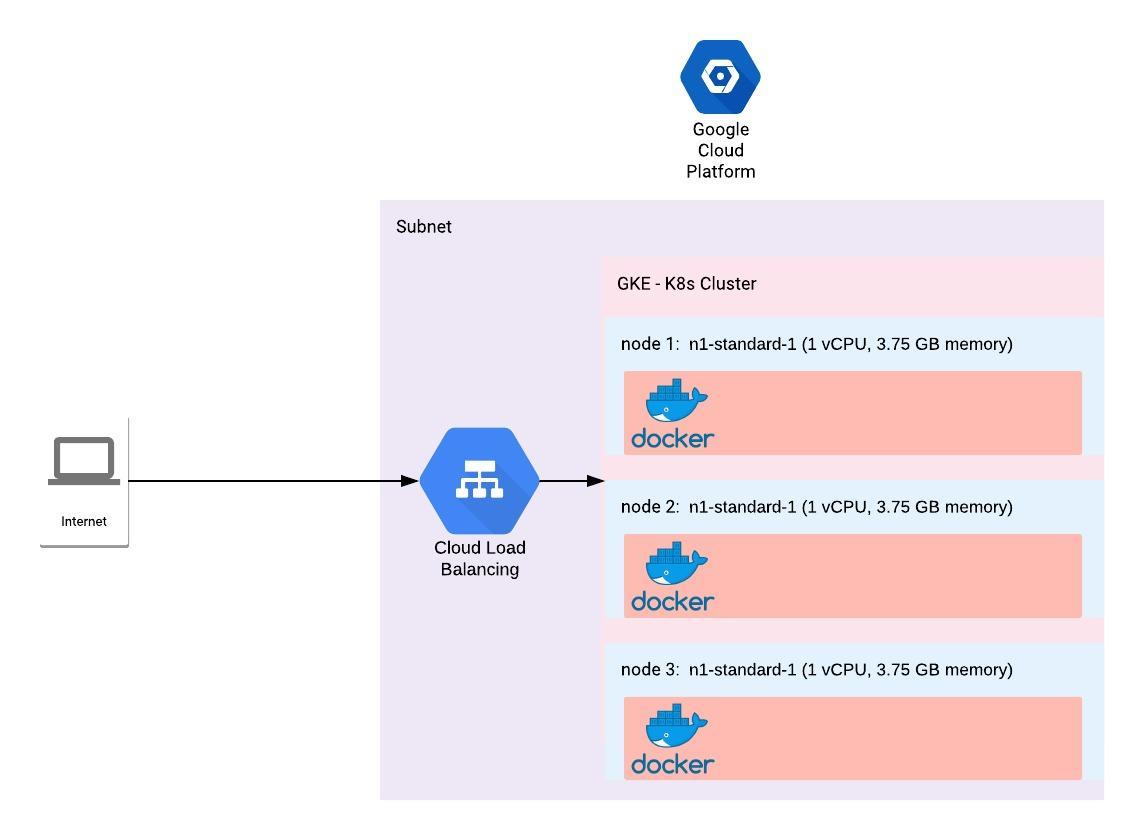 Google
Cloud
Platform
Subnet
GKE - K8s Cluster
node 1: n1-standard-1 (1 vCPU, 3.75 GB memory)
docker
Internet
Cloud Load
Balancing
node 2: n1-standard-1 (1 vCPU, 3.75 GB memory)
docker
node 3: n1-standard-1 (1 vCPU, 3.75 GB memory)
docker